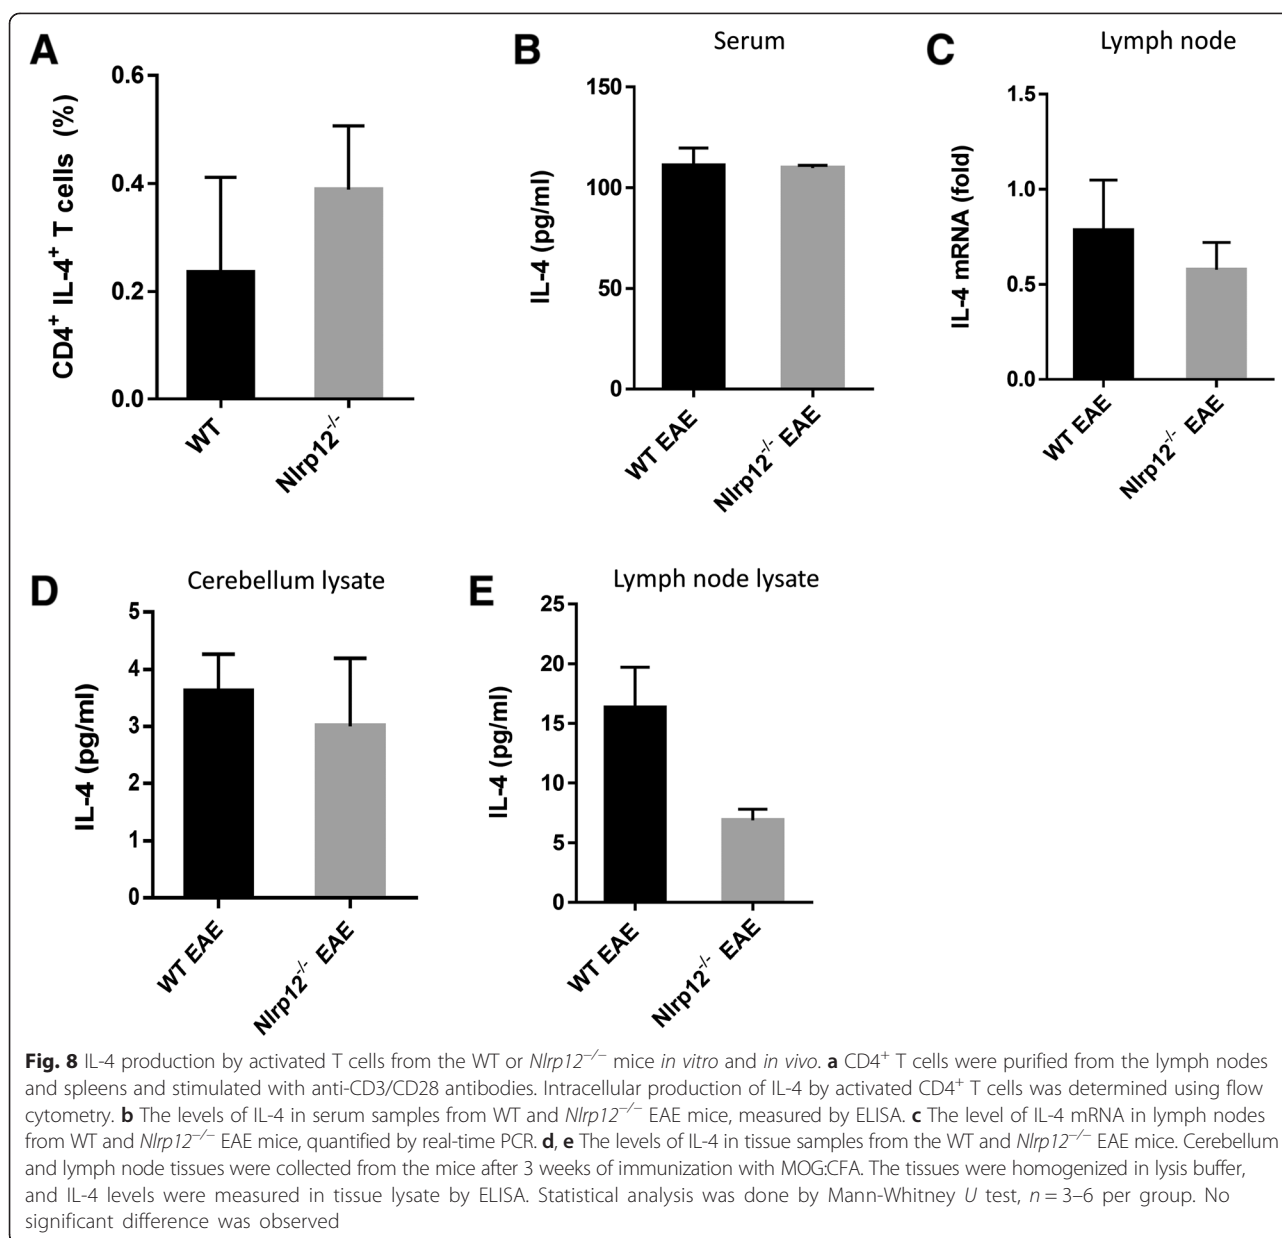 A
CD4+ IL-4+ T cells (%)
0.6
0.4
0.2
0.0
WT
Nlrp12-/-
B
Serum
IL-4 (pg/ml)
150
100
50
0
WT EAE
Nlrp12-/- EAE
C
Lymph node
IL-4 mRNA (fold)
1.5
1.0
0.5
0.0
WT EAE
Nlrp12-/- EAE
D
Cerebellum lysate
IL-4 (pg/ml)
5
4
3
2
1
0
WT EAE
Nlrp12-/- EAE
E
Lymph node lysate
IL-4 (pg/ml)
25
20
15
10
5
0
WT EAE
Nlrp12-/- EAE
Fig. 8 IL-4 production by activated T cells from the WT or Nlrp12−/− mice in vitro and in vivo. a CD4+ T cells were purified from the lymph nodes
and spleens and stimulated with anti-CD3/CD28 antibodies. Intracellular production of IL-4 by activated CD4+ T cells was determined using flow
cytometry. b The levels of IL-4 in serum samples from WT and Nlrp12−/− EAE mice, measured by ELISA. c The level of IL-4 mRNA in lymph nodes
from WT and Nlrp12−/− EAE mice, quantified by real-time PCR. d, e The levels of IL-4 in tissue samples from the WT and Nlrp12−/− EAE mice. Cerebellum
and lymph node tissues were collected from the mice after 3 weeks of immunization with MOG:CFA. The tissues were homogenized in lysis buffer,
and IL-4 levels were measured in tissue lysate by ELISA. Statistical analysis was done by Mann-Whitney U test, n = 3–6 per group. No
significant difference was observed